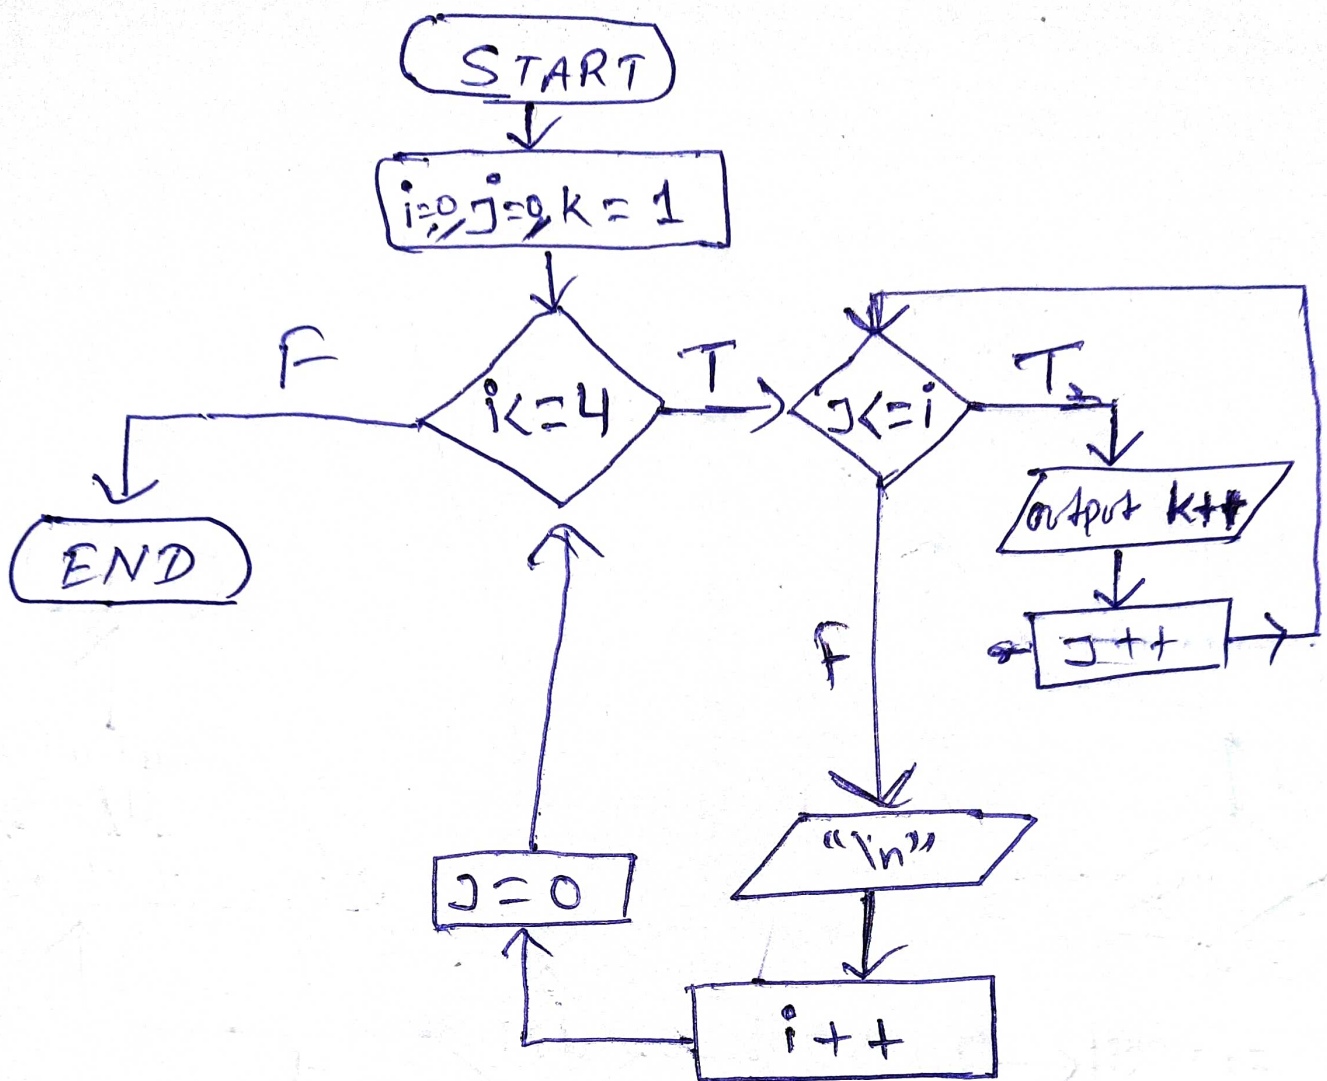 START
i=0, j=0, k = 1
i<=4
F
T
j<=i
T
END
output k++
j++
F
"\n"
j=0
i++